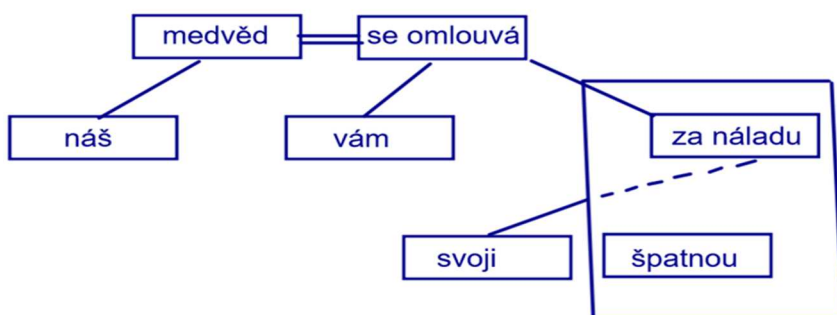 medvěd se omlouvá
náš vám za náladu
svoji špatnou